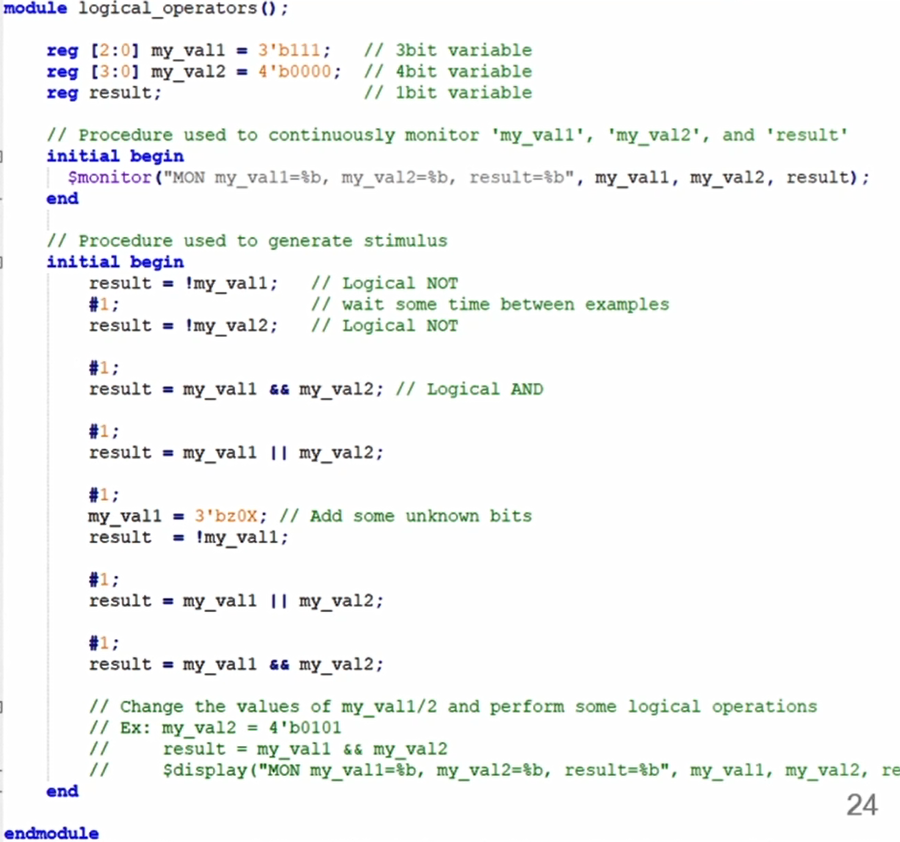 module logical_operators();
reg [2:0] my_val1 = 3'b111; // 3bit variable
reg [3:0] my_val2 = 4'b0000; // 4bit variable
reg result; // 1bit variable
// Procedure used to continuously monitor 'my_val1', 'my_val2', and 'result'
initial begin
$monitor("MON my_val1=%b, my_val2=%b, result=%b", my_val1, my_val2, result);
end
// Procedure used to generate stimulus
initial begin
result = !my_val1; // Logical NOT
#1; // wait some time between examples
result = !my_val2; // Logical NOT
#1;
result = my_val1 && my_val2; // Logical AND
#1;
result = my_val1 || my_val2;
#1;
my_val1 = 3'bz0X; // Add some unknown bits
result = !my_val1;
#1;
result = my_val1 || my_val2;
#1;
result = my_val1 && my_val2;
// Change the values of my_val1/2 and perform some logical operations
// Ex: my_val2 = 4'b0101
// result = my_val1 && my_val2
// $display("MON my_val1=%b, my_val2=%b, result=%b", my_val1, my_val2, re
end
24
endmodule